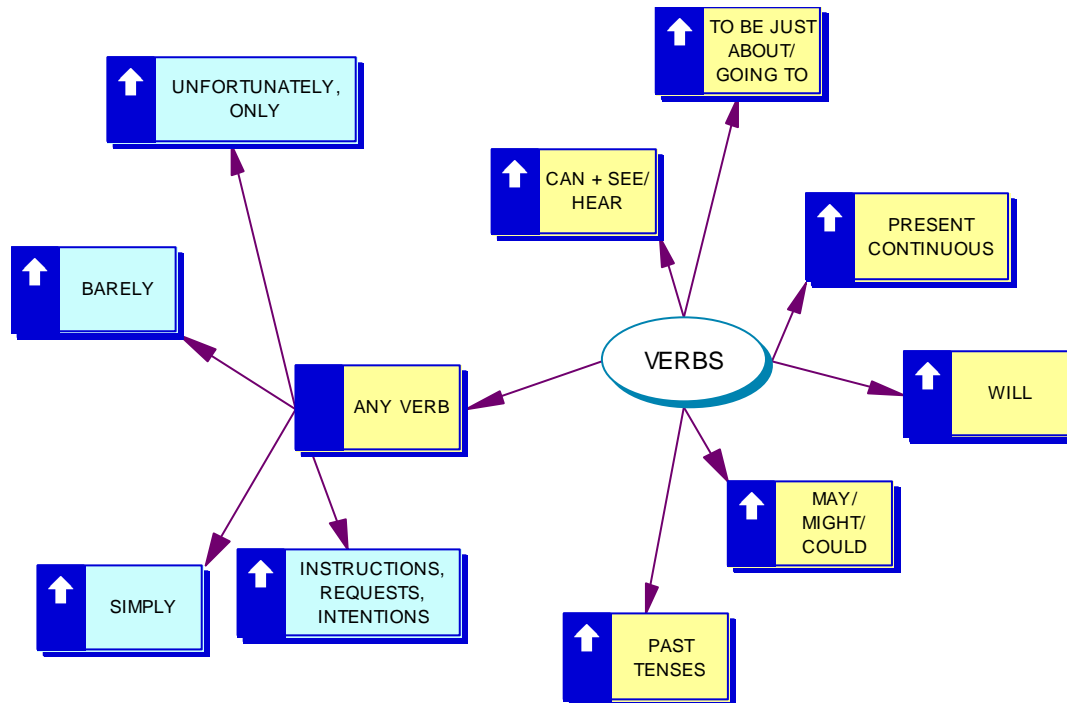 TO BE JUST
ABOUT/
GOING TO
UNFORTUNATELY,
ONLY
CAN + SEE/
HEAR
PRESENT
CONTINUOUS
BARELY
VERBS
ANY VERB
WILL
MAY/
MIGHT/
COULD
INSTRUCTIONS,
REQUESTS,
INTENTIONS
SIMPLY
PAST
TENSES